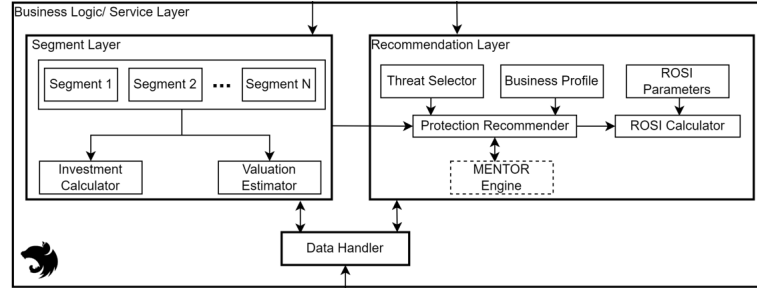 Business Logic/ Service Layer
Segment Layer
Segment 1
Segment 2
...
Segment N
Investment
Calculator
Valuation
Estimator
Recommendation Layer
Threat Selector
Business Profile
ROSI
Parameters
Protection Recommender
ROSI Calculator
MENTOR
Engine
Data Handler